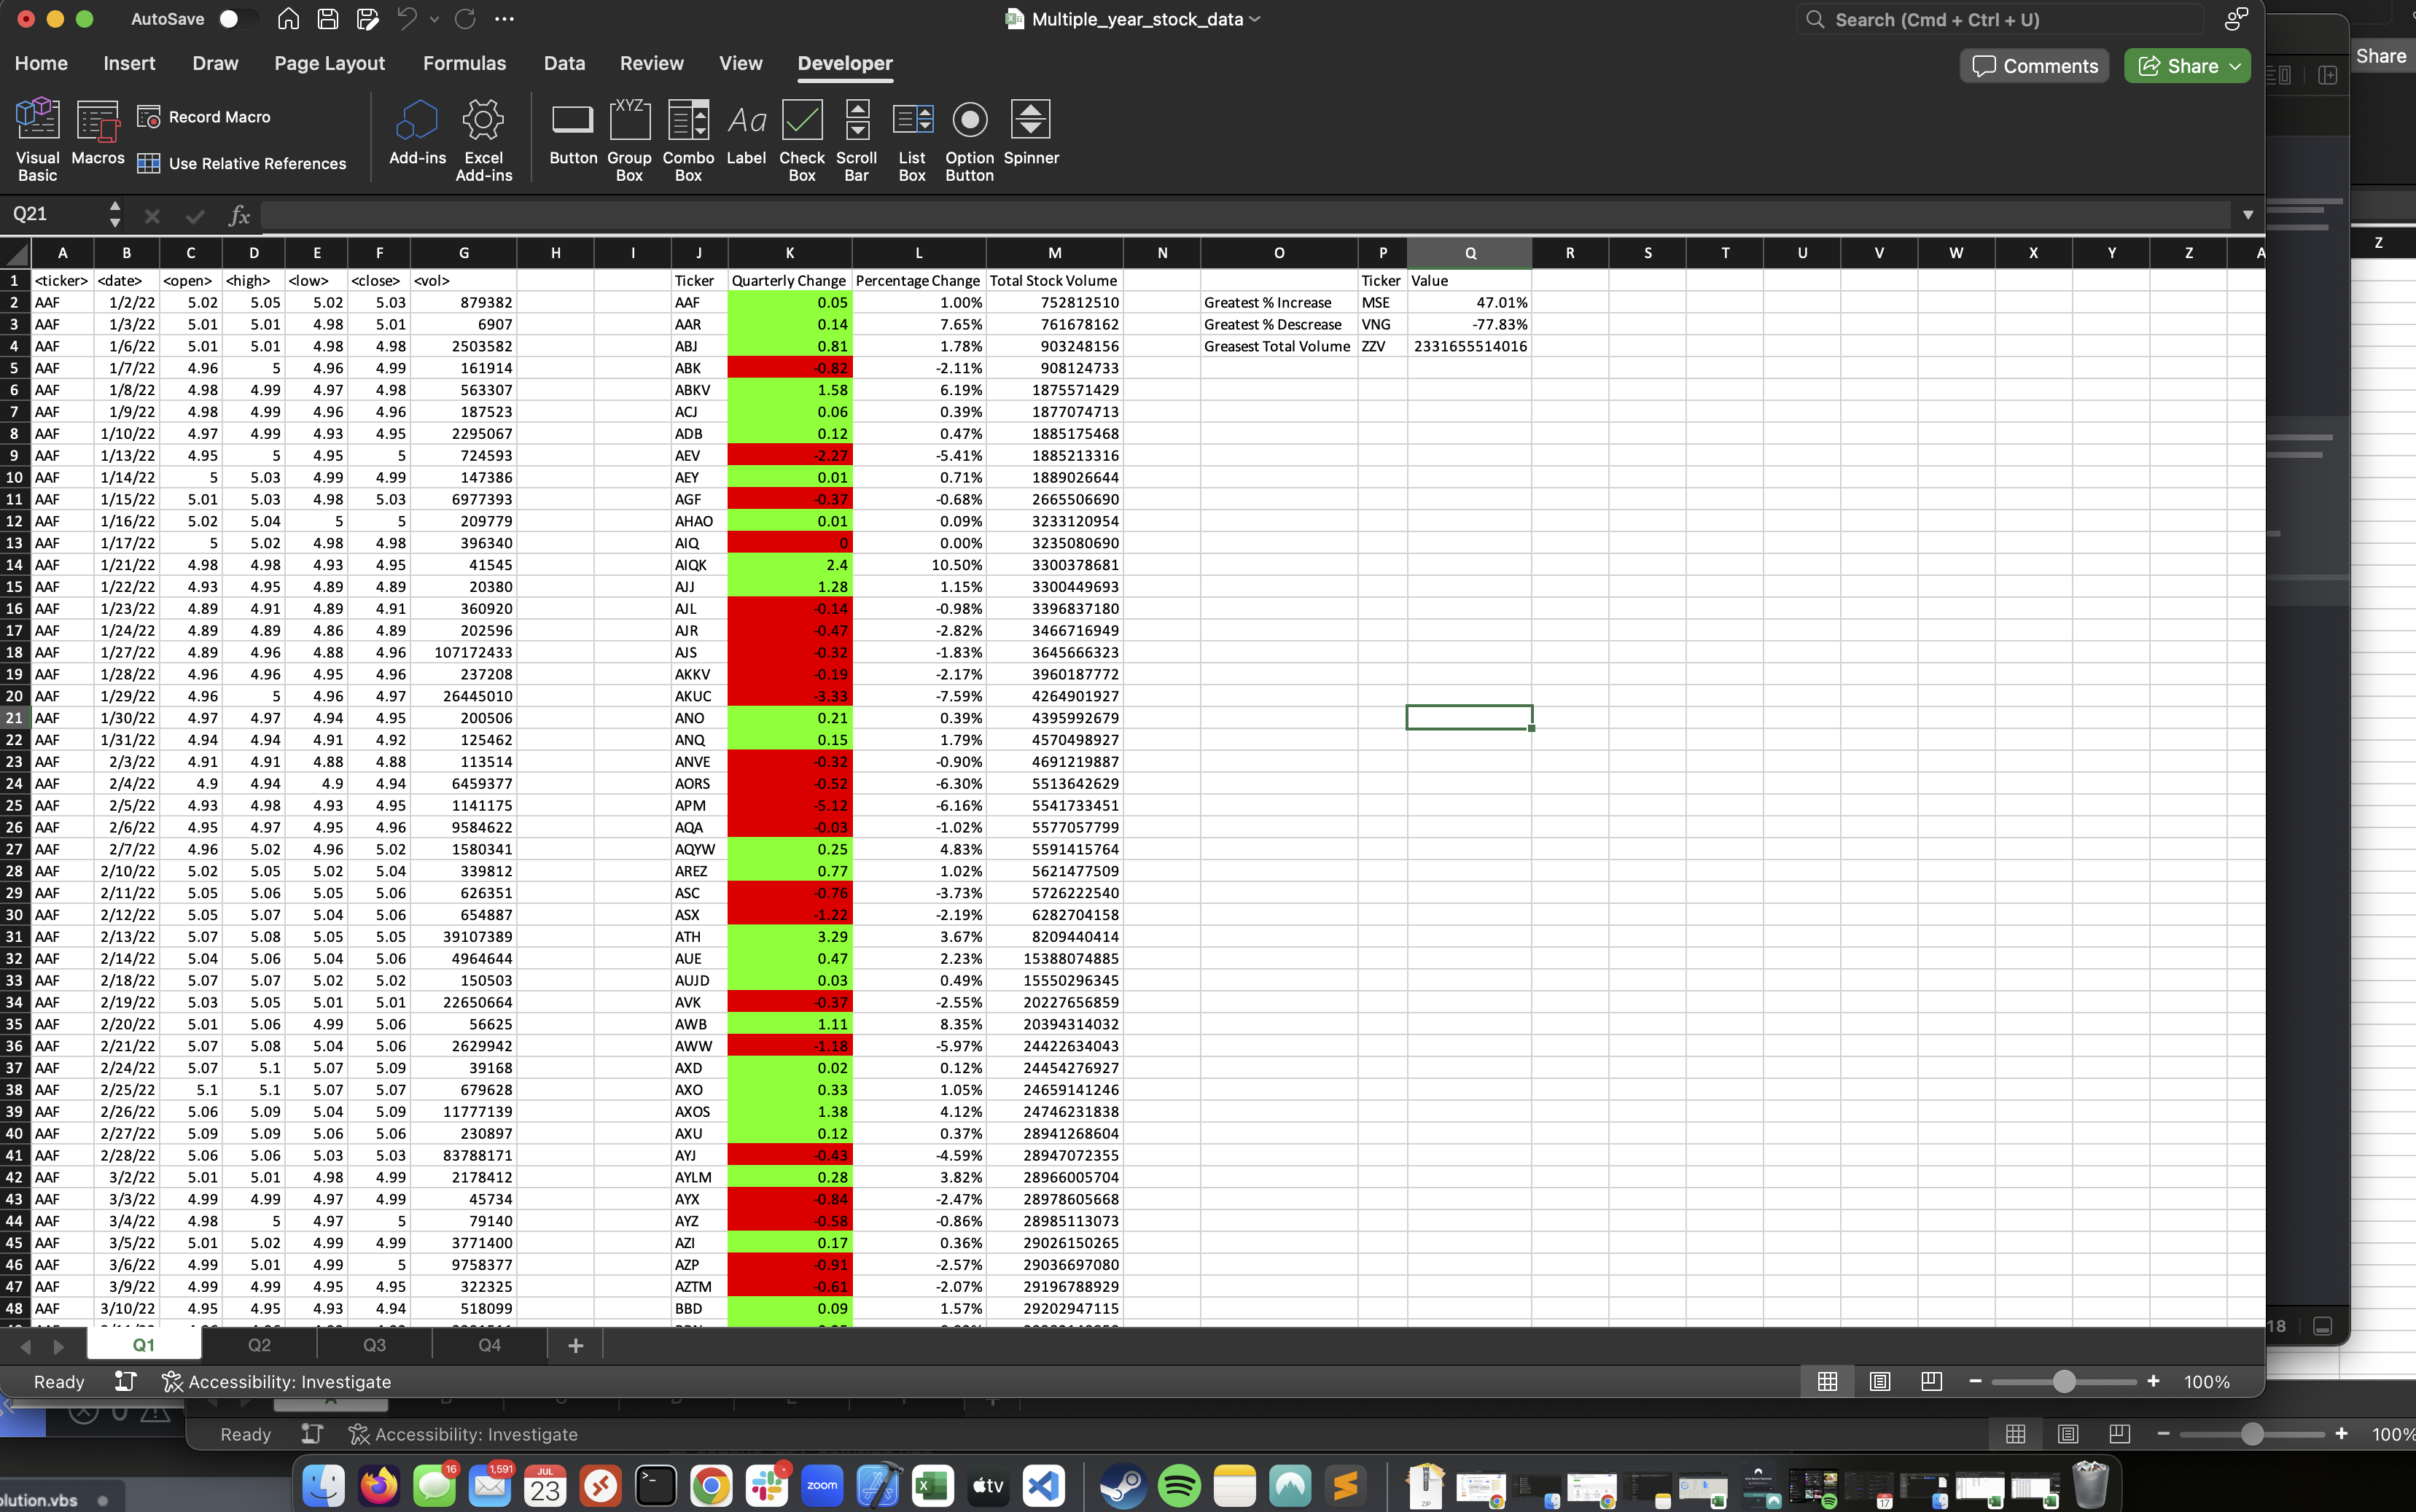 AutoSave Multiple_year_stock_data Search (Cmd + Ctrl + U)
Home Insert Draw Page Layout Formulas Data Review View Developer Comments Share Share
Record Macro
Use Relative References
Visual Basic Macros Add-ins Excel Add-ins Button Group Box Combo Box Label Check Box Scroll Bar List Box Option Button Spinner
Q21 fx
A B C D E F G H I J K L M N O P Q R S T U V W X Y Z A Z
1 <ticker> <date> <open> <high> <low> <close> <vol> Ticker Quarterly Change Percentage Change Total Stock Volume Ticker Value
2 AAF 1/2/22 5.02 5.05 5.02 5.03 879382 AAF 0.05 1.00% 752812510 Greatest % Increase MSE 47.01%
3 AAF 1/3/22 5.01 5.01 4.98 5.01 6907 AAR 0.14 7.65% 761678162 Greatest % Descrease VNG -77.83%
4 AAF 1/6/22 5.01 5.01 4.98 4.98 2503582 ABJ 0.81 1.78% 903248156 Greasest Total Volume ZZV 2331655514016
5 AAF 1/7/22 4.96 5 4.96 4.99 161914 ABK -0.82 -2.11% 908124733
6 AAF 1/8/22 4.98 4.99 4.97 4.98 563307 ABKV 1.58 6.19% 1875571429
7 AAF 1/9/22 4.98 4.99 4.96 4.96 187523 ACJ 0.06 0.39% 1877074713
8 AAF 1/10/22 4.97 4.99 4.93 4.95 2295067 ADB 0.12 0.47% 1885175468
9 AAF 1/13/22 4.95 5 4.95 5 724593 AEV -2.27 -5.41% 1885213316
10 AAF 1/14/22 5 5.03 4.99 4.99 147386 AEY 0.01 0.71% 1889026644
11 AAF 1/15/22 5.01 5.03 4.98 5.03 6977393 AGF -0.37 -0.68% 2665506690
12 AAF 1/16/22 5.02 5.04 5 5 209779 AHAO 0.01 0.09% 3233120954
13 AAF 1/17/22 5 5.02 4.98 4.98 396340 AIQ 0 0.00% 3235080690
14 AAF 1/21/22 4.98 4.98 4.93 4.95 41545 AIQK 2.4 10.50% 3300378681
15 AAF 1/22/22 4.93 4.95 4.89 4.89 20380 AJJ 1.28 1.15% 3300449693
16 AAF 1/23/22 4.89 4.91 4.89 4.91 360920 AJL -0.14 -0.98% 3396837180
17 AAF 1/24/22 4.89 4.89 4.86 4.89 202596 AJR -0.47 -2.82% 3466716949
18 AAF 1/27/22 4.89 4.96 4.88 4.96 107172433 AJS -0.32 -1.83% 3645666323
19 AAF 1/28/22 4.96 4.96 4.95 4.96 237208 AKKV -0.19 -2.17% 3960187772
20 AAF 1/29/22 4.96 5 4.96 4.97 26445010 AKUC -3.33 -7.59% 4264901927
21 AAF 1/30/22 4.97 4.97 4.94 4.95 200506 ANO 0.21 0.39% 4395992679
22 AAF 1/31/22 4.94 4.94 4.91 4.92 125462 ANQ 0.15 1.79% 4570498927
23 AAF 2/3/22 4.91 4.91 4.88 4.88 113514 ANVE -0.32 -0.90% 4691219887
24 AAF 2/4/22 4.9 4.94 4.9 4.94 6459377 AORS -0.52 -6.30% 5513642629
25 AAF 2/5/22 4.93 4.98 4.93 4.95 1141175 APM -5.12 -6.16% 5541733451
26 AAF 2/6/22 4.95 4.97 4.95 4.96 9584622 AQA -0.03 -1.02% 5577057799
27 AAF 2/7/22 4.96 5.02 4.96 5.02 1580341 AQYW 0.25 4.83% 5591415764
28 AAF 2/10/22 5.02 5.05 5.02 5.04 339812 AREZ 0.77 1.02% 5621477509
29 AAF 2/11/22 5.05 5.06 5.05 5.06 626351 ASC -0.76 -3.73% 5726222540
30 AAF 2/12/22 5.05 5.07 5.04 5.06 654887 ASX -1.22 -2.19% 6282704158
31 AAF 2/13/22 5.07 5.08 5.05 5.05 39107389 ATH 3.29 3.67% 8209440414
32 AAF 2/14/22 5.04 5.06 5.04 5.06 4964644 AUE 0.47 2.23% 15388074885
33 AAF 2/18/22 5.07 5.07 5.02 5.02 150503 AUJD 0.03 0.49% 15550296345
34 AAF 2/19/22 5.03 5.05 5.01 5.01 22650664 AVK -0.37 -2.55% 20227656859
35 AAF 2/20/22 5.01 5.06 4.99 5.06 56625 AWB 1.11 8.35% 20394314032
36 AAF 2/21/22 5.07 5.08 5.04 5.06 2629942 AWW -1.18 -5.97% 24422634043
37 AAF 2/24/22 5.07 5.1 5.07 5.09 39168 AXD 0.02 0.12% 24454276927
38 AAF 2/25/22 5.1 5.1 5.07 5.07 679628 AXO 0.33 1.05% 24659141246
39 AAF 2/26/22 5.06 5.09 5.04 5.09 11777139 AXOS 1.38 4.12% 24746231838
40 AAF 2/27/22 5.09 5.09 5.06 5.06 230897 AXU 0.12 0.37% 28941268604
41 AAF 2/28/22 5.06 5.06 5.03 5.03 83788171 AYJ -0.43 -4.59% 28947072355
42 AAF 3/2/22 5.01 5.01 4.98 4.99 2178412 AYLM 0.28 3.82% 28966005704
43 AAF 3/3/22 4.99 4.99 4.97 4.99 45734 AYX -0.84 -2.47% 28978605668
44 AAF 3/4/22 4.98 5 4.97 5 79140 AYZ -0.58 -0.86% 28985113073
45 AAF 3/5/22 5.01 5.02 4.99 4.99 3771400 AZI 0.17 0.36% 29026150265
46 AAF 3/6/22 4.99 5.01 4.99 5 9758377 AZP -0.91 -2.57% 29036697080
47 AAF 3/9/22 4.99 4.99 4.95 4.95 322325 AZTM -0.61 -2.07% 29196788929
48 AAF 3/10/22 4.95 4.95 4.93 4.94 518099 BBD 0.09 1.57% 29202947115
Q1 Q2 Q3 Q4 + 18
Ready Accessibility: Investigate 100%
Ready Accessibility: Investigate 100%
olution.vbs 16 1,591 JUL 23 zoom tv ZIP 17